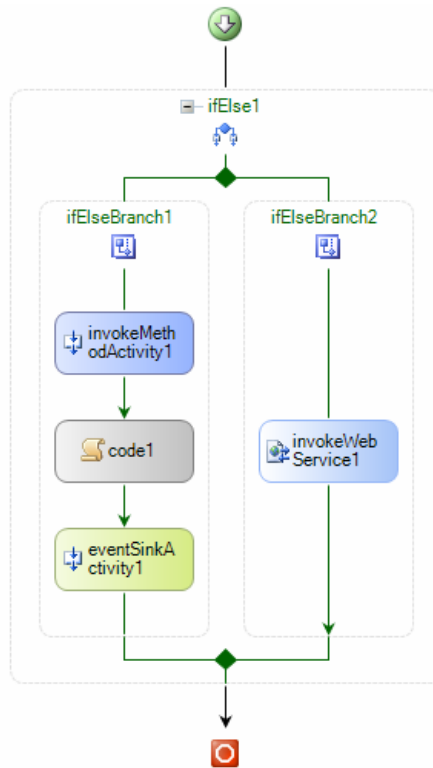 ifElse1
ifElseBranch1
ifElseBranch2
invokeMeth
odActivity1
code1
invokeWeb
Service1
eventSinkA
ctivity1